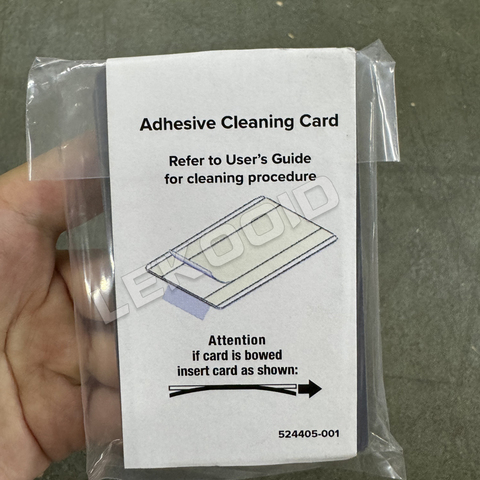 Adhesive Cleaning Card
Refer to User's Guide
for cleaning procedure
LEKOOID
Attention
if card is bowed
insert card as shown:
524405-001